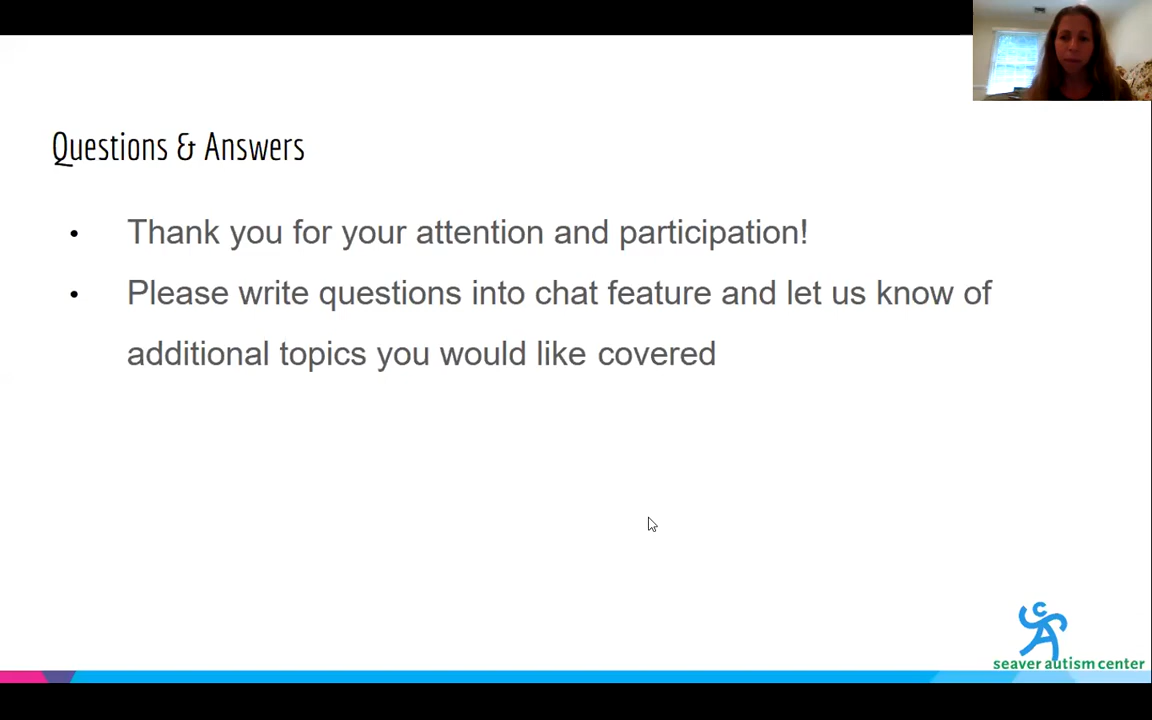 Questions & Answers
• Thank you for your attention and participation!
• Please write questions into chat feature and let us know of
additional topics you would like covered
seaver autism center